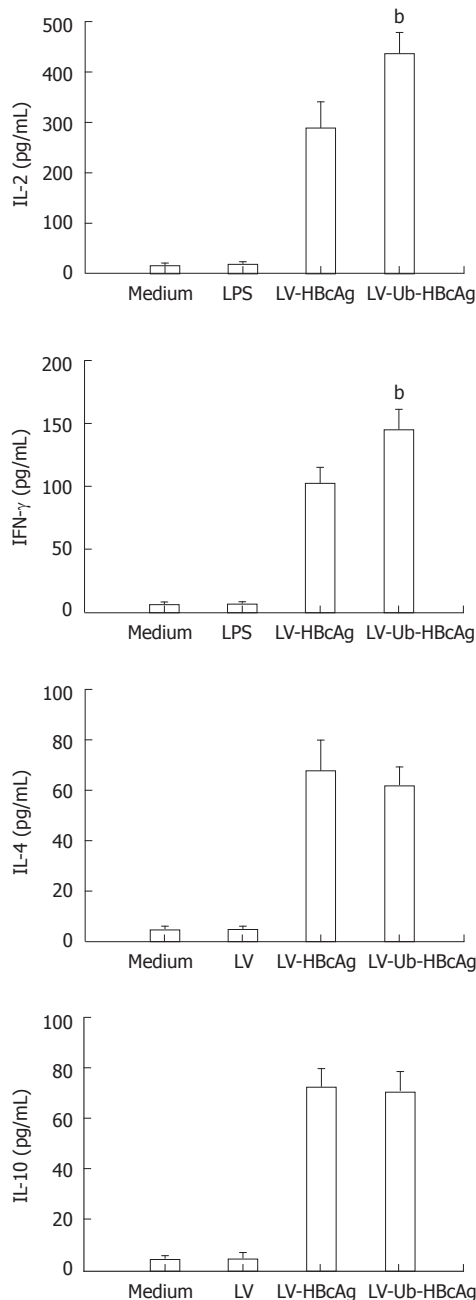 b
500
400
300
200
100
0
IL-2 (pg/mL)
Medium LPS LV-HBcAg LV-Ub-HBcAg
b
200
150
100
50
0
IFN-γ (pg/mL)
Medium LPS LV-HBcAg LV-Ub-HBcAg
100
80
60
40
20
0
IL-4 (pg/mL)
Medium LV LV-HBcAg LV-Ub-HBcAg
100
80
60
40
20
0
IL-10 (pg/mL)
Medium LV LV-HBcAg LV-Ub-HBcAg